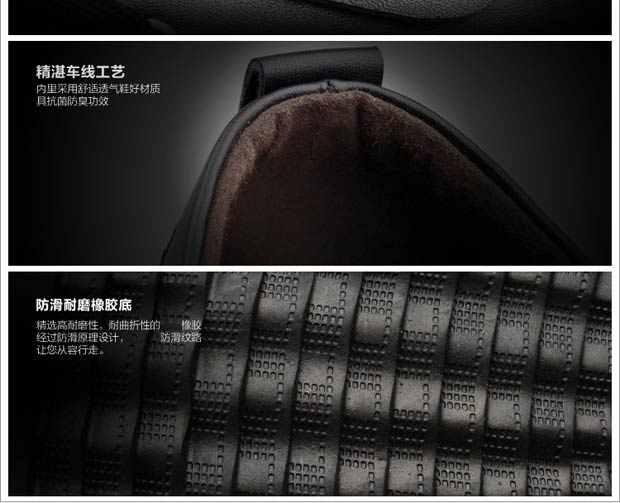 精湛车线工艺
内里采用舒适透气鞋好材质
具抗菌防臭功效
防滑耐磨橡胶底
精选高耐磨性，耐曲折性的 橡胶
经过防滑原理设计， 防滑纹路
让您从容行走。